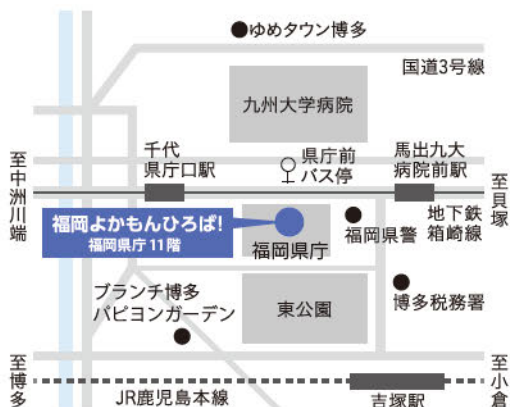 ゆめタウン博多
国道3号線
九州大学病院
千代
県庁口駅
県庁前
バス停
馬出九大
病院前駅
至中洲川端
至貝塚
地下鉄
箱崎線
福岡よかもんひろば!
福岡県庁11階
福岡県庁
福岡県警
ブランチ博多
パピヨンガーデン
東公園
博多税務署
至博多
JR鹿児島本線
吉塚駅
至小倉